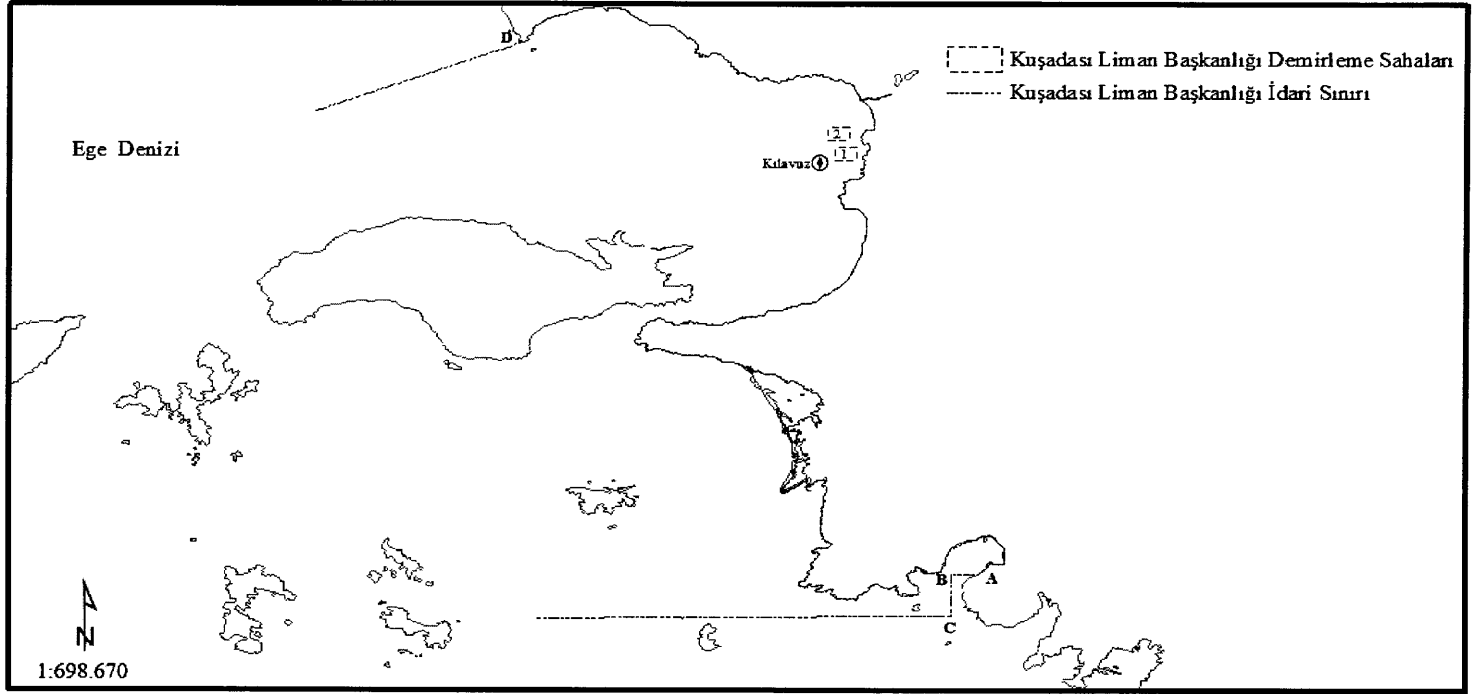 D
Kuşadası Liman Başkanlığı Demirleme Sahaları
Kuşadası Liman Başkanlığı İdari Sınırı
Ege Denizi
2
1
Kılavuz
B
A
C
N
1:698.670